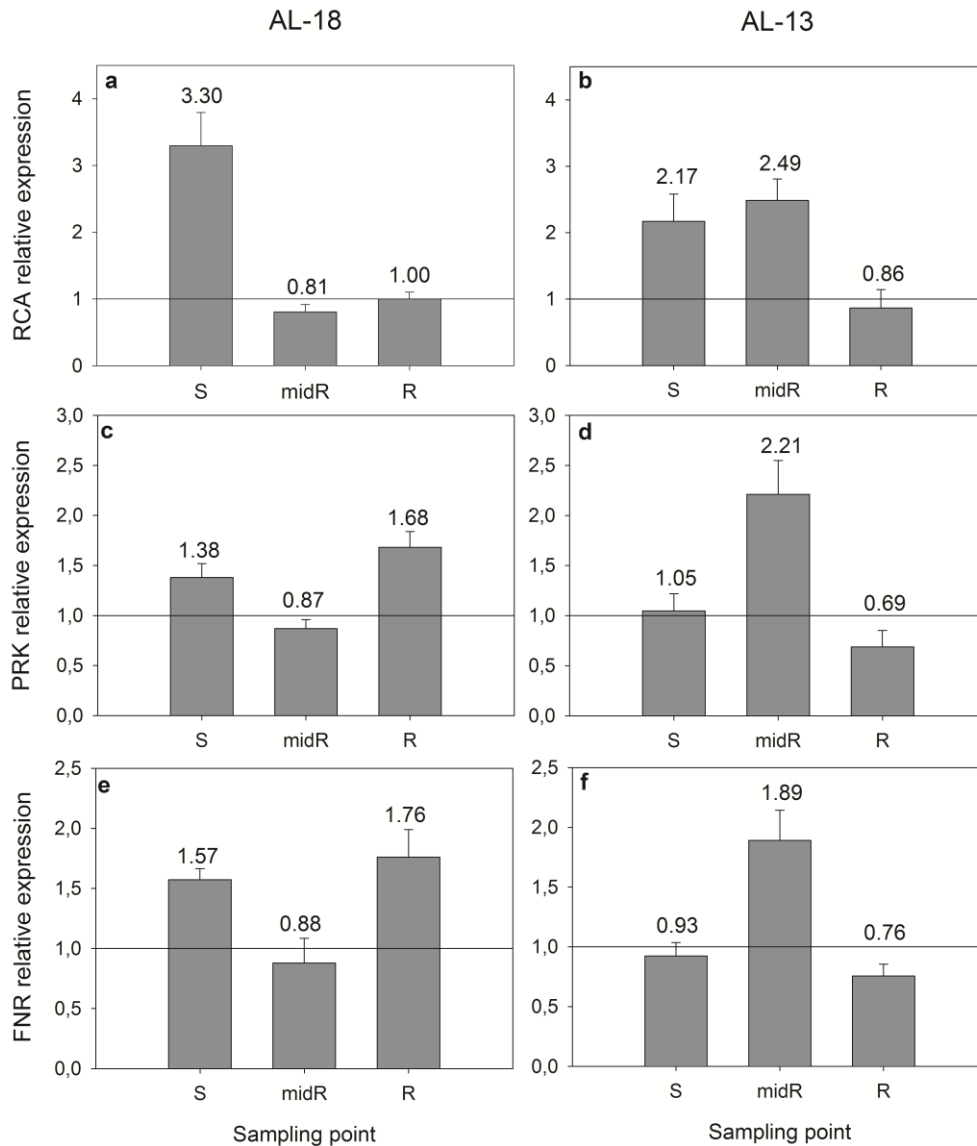 AL-18
AL-13
a
RCA relative expression
4
3
2
1
0
3.30
0.81
1.00
S midR R
b
4
3
2
1
0
2.17
2.49
0.86
S midR R
c
PRK relative expression
3,0
2,5
2,0
1,5
1,0
0,5
0,0
1.38
0.87
1.68
S midR R
d
3,0
2,5
2,0
1,5
1,0
0,5
0,0
1.05
2.21
0.69
S midR R
e
FNR relative expression
2,5
2,0
1,5
1,0
0,5
0,0
1.57
0.88
1.76
S midR R
Sampling point
f
2,5
2,0
1,5
1,0
0,5
0,0
0.93
1.89
0.76
S midR R
Sampling point